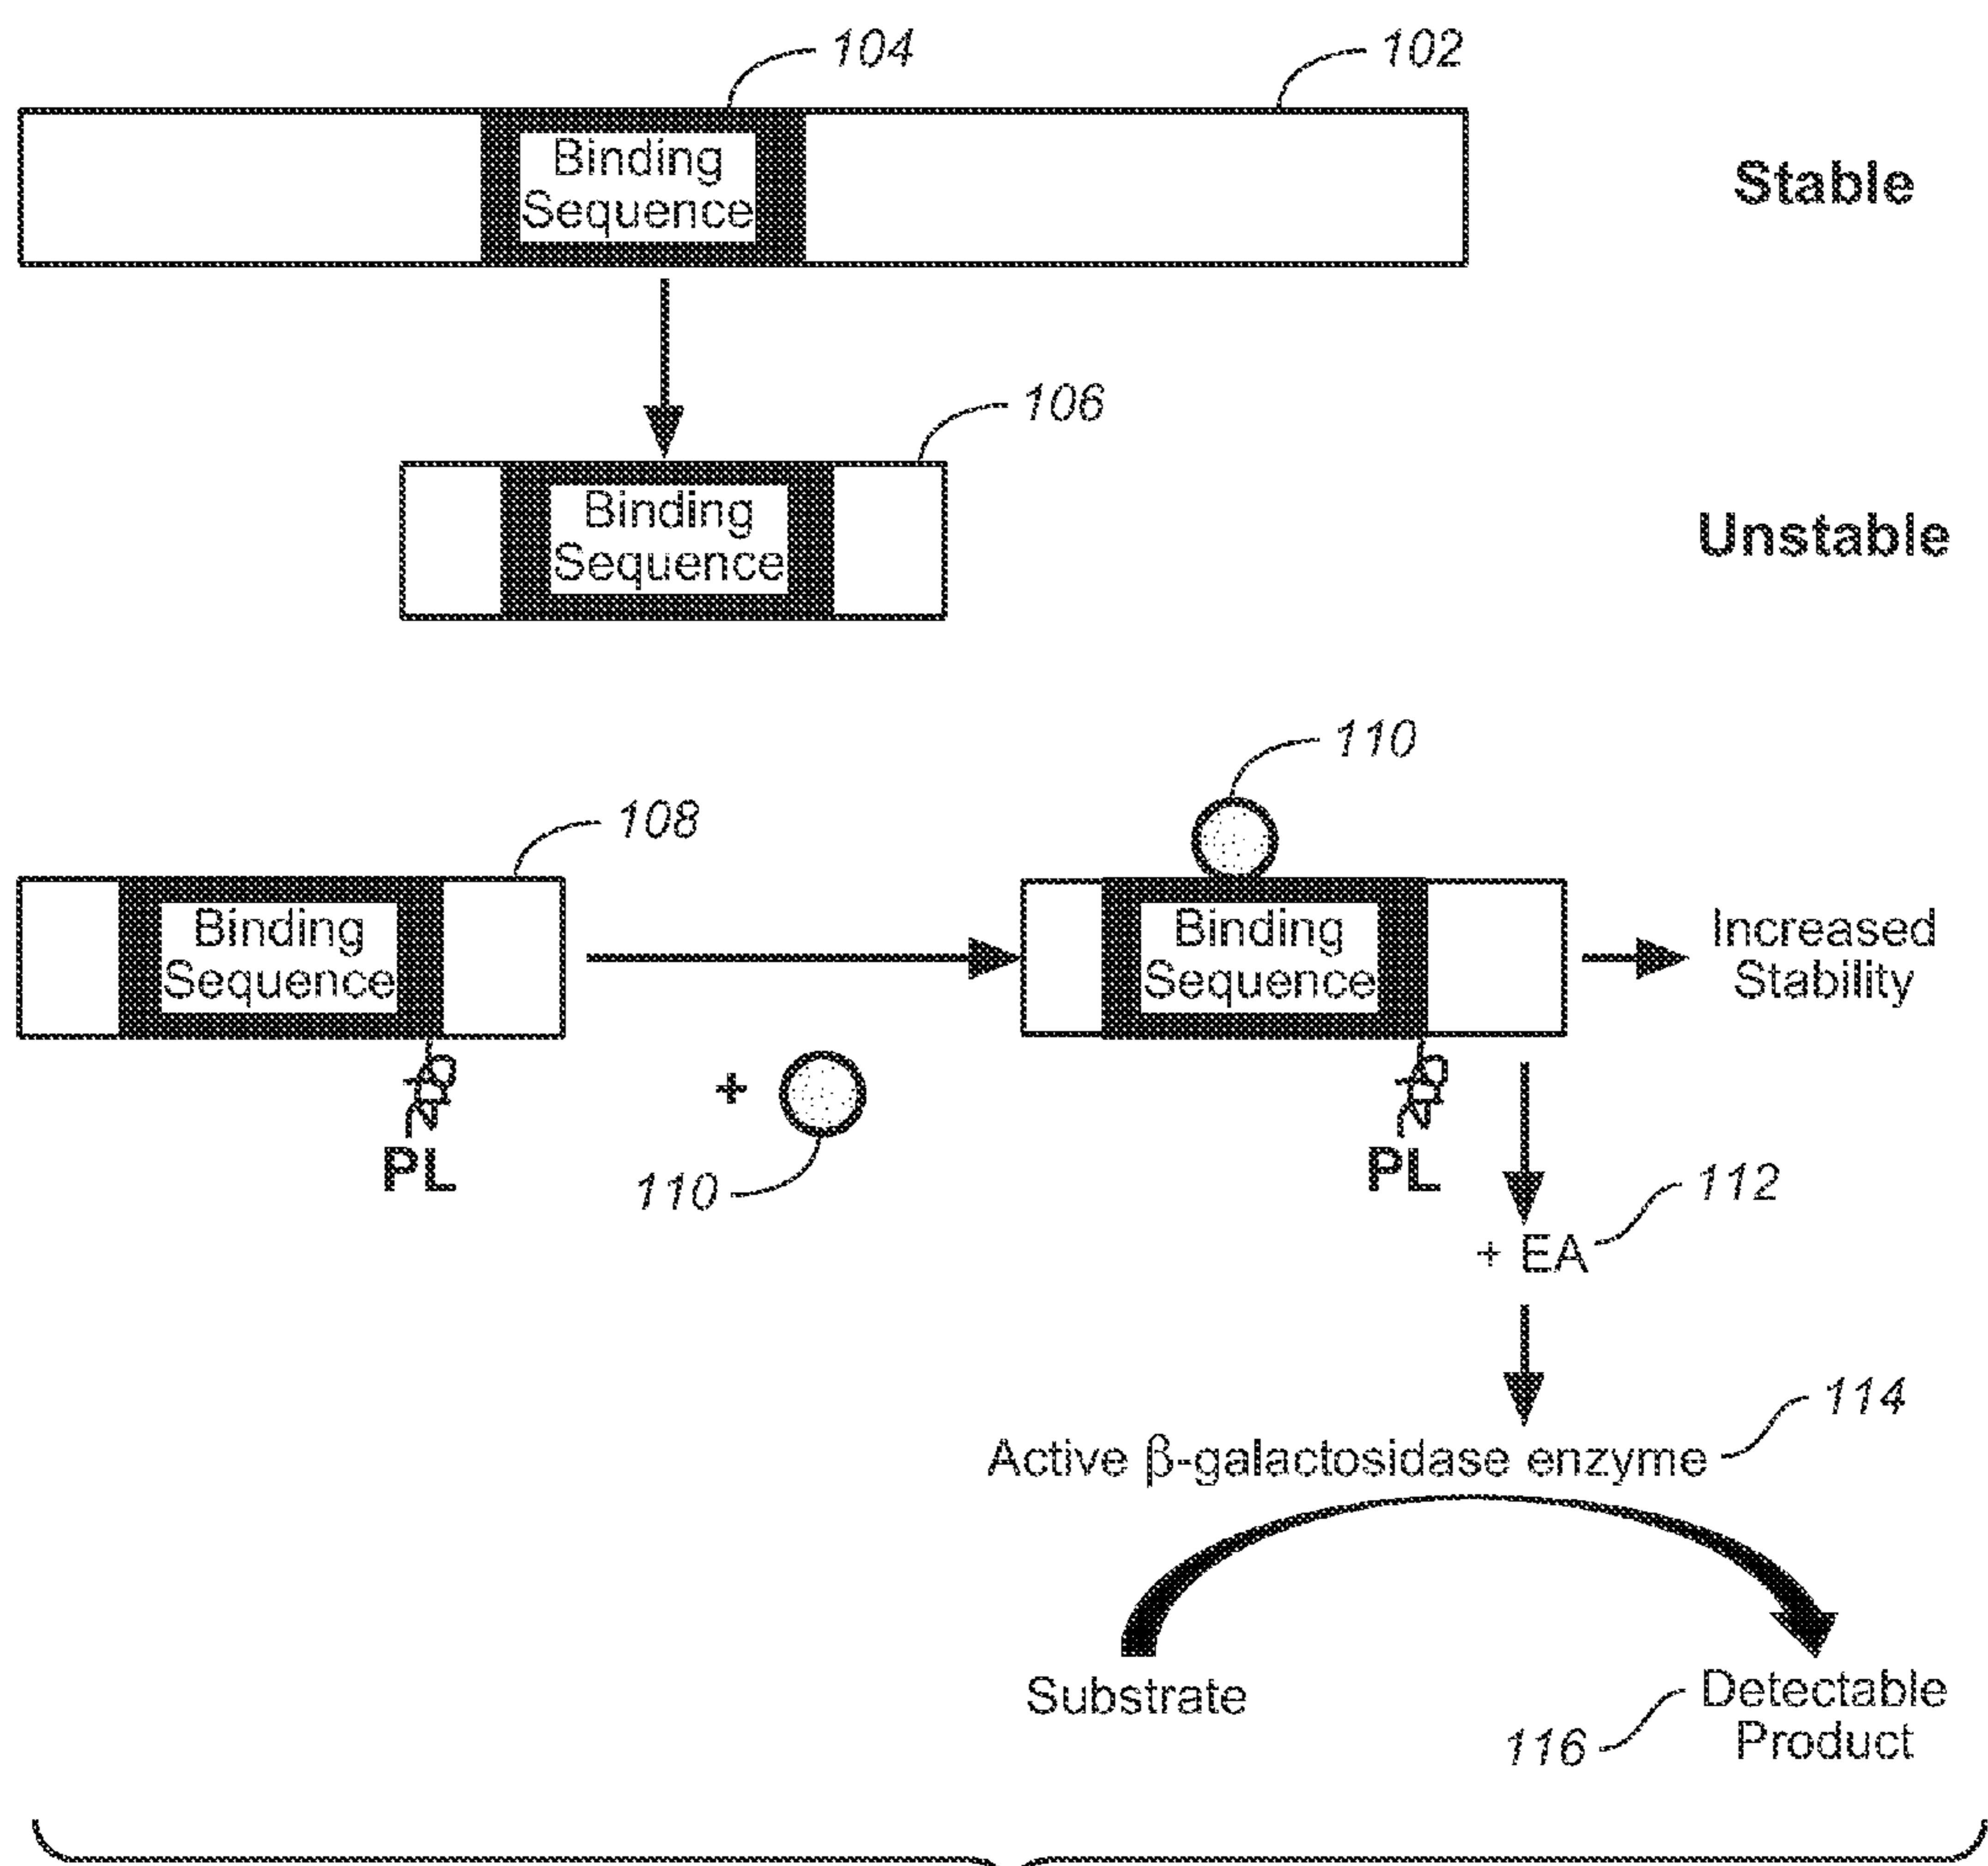 104
102
Binding
Sequence
Stable
106
Binding
Sequence
Unstable
110
108
Binding
Sequence
Binding
Sequence
Increased
Stability
+
PL
110
PL
112
+ EA
114
Active β-galactosidase enzyme
Substrate
Detectable
Product
116